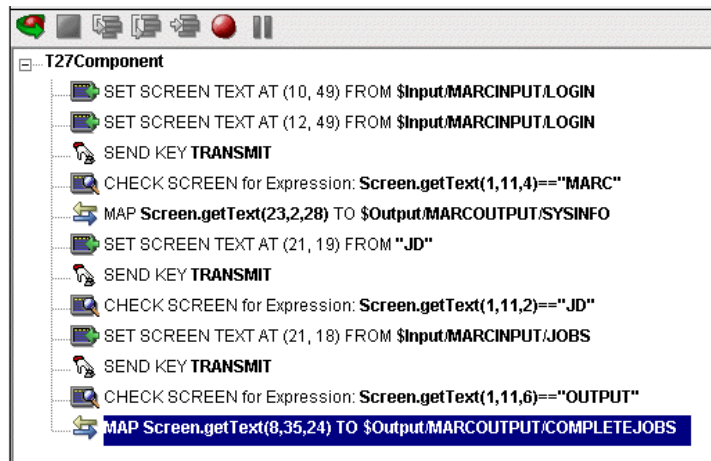 T27Component
SET SCREEN TEXT AT (10, 49) FROM $Input/MARCINPUT/LOGIN
SET SCREEN TEXT AT (12, 49) FROM $Input/MARCINPUT/LOGIN
SEND KEY TRANSMIT
CHECK SCREEN for Expression: Screen.getText(1,11,4)=="MARC"
MAP Screen.getText(23,2,28) TO $Output/MARCOUTPUT/SYSINFO
SET SCREEN TEXT AT (21, 19) FROM "JD"
SEND KEY TRANSMIT
CHECK SCREEN for Expression: Screen.getText(1,11,2)=="JD"
SET SCREEN TEXT AT (21, 18) FROM $Input/MARCINPUT/JOBS
SEND KEY TRANSMIT
CHECK SCREEN for Expression: Screen.getText(1,11,6)=="OUTPUT"
MAP Screen.getText(8,35,24) TO $Output/MARCOUTPUT/COMPLETEJOBS